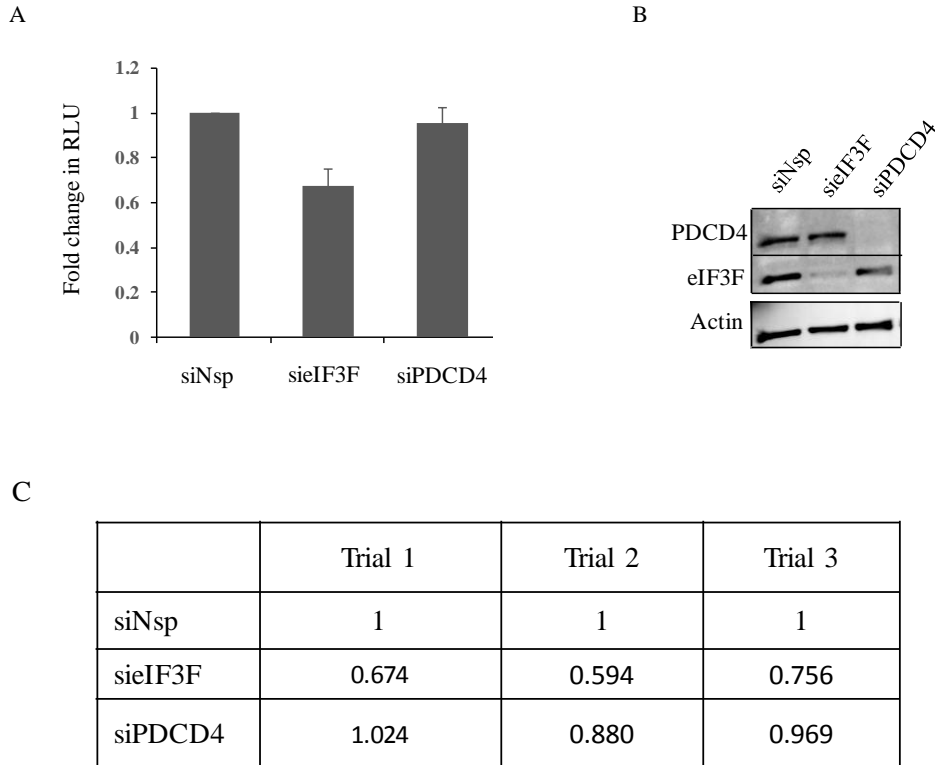 A
B
Fold change in RLU
1.2
1
0.8
0.6
0.4
0.2
0
siNsp sieIF3F siPDCD4
siNsp sieIF3F siPDCD4
PDCD4
eIF3F
Actin
C
Trial 1 Trial 2 Trial 3
siNsp 1 1 1
sieIF3F 0.674 0.594 0.756
siPDCD4 1.024 0.880 0.969